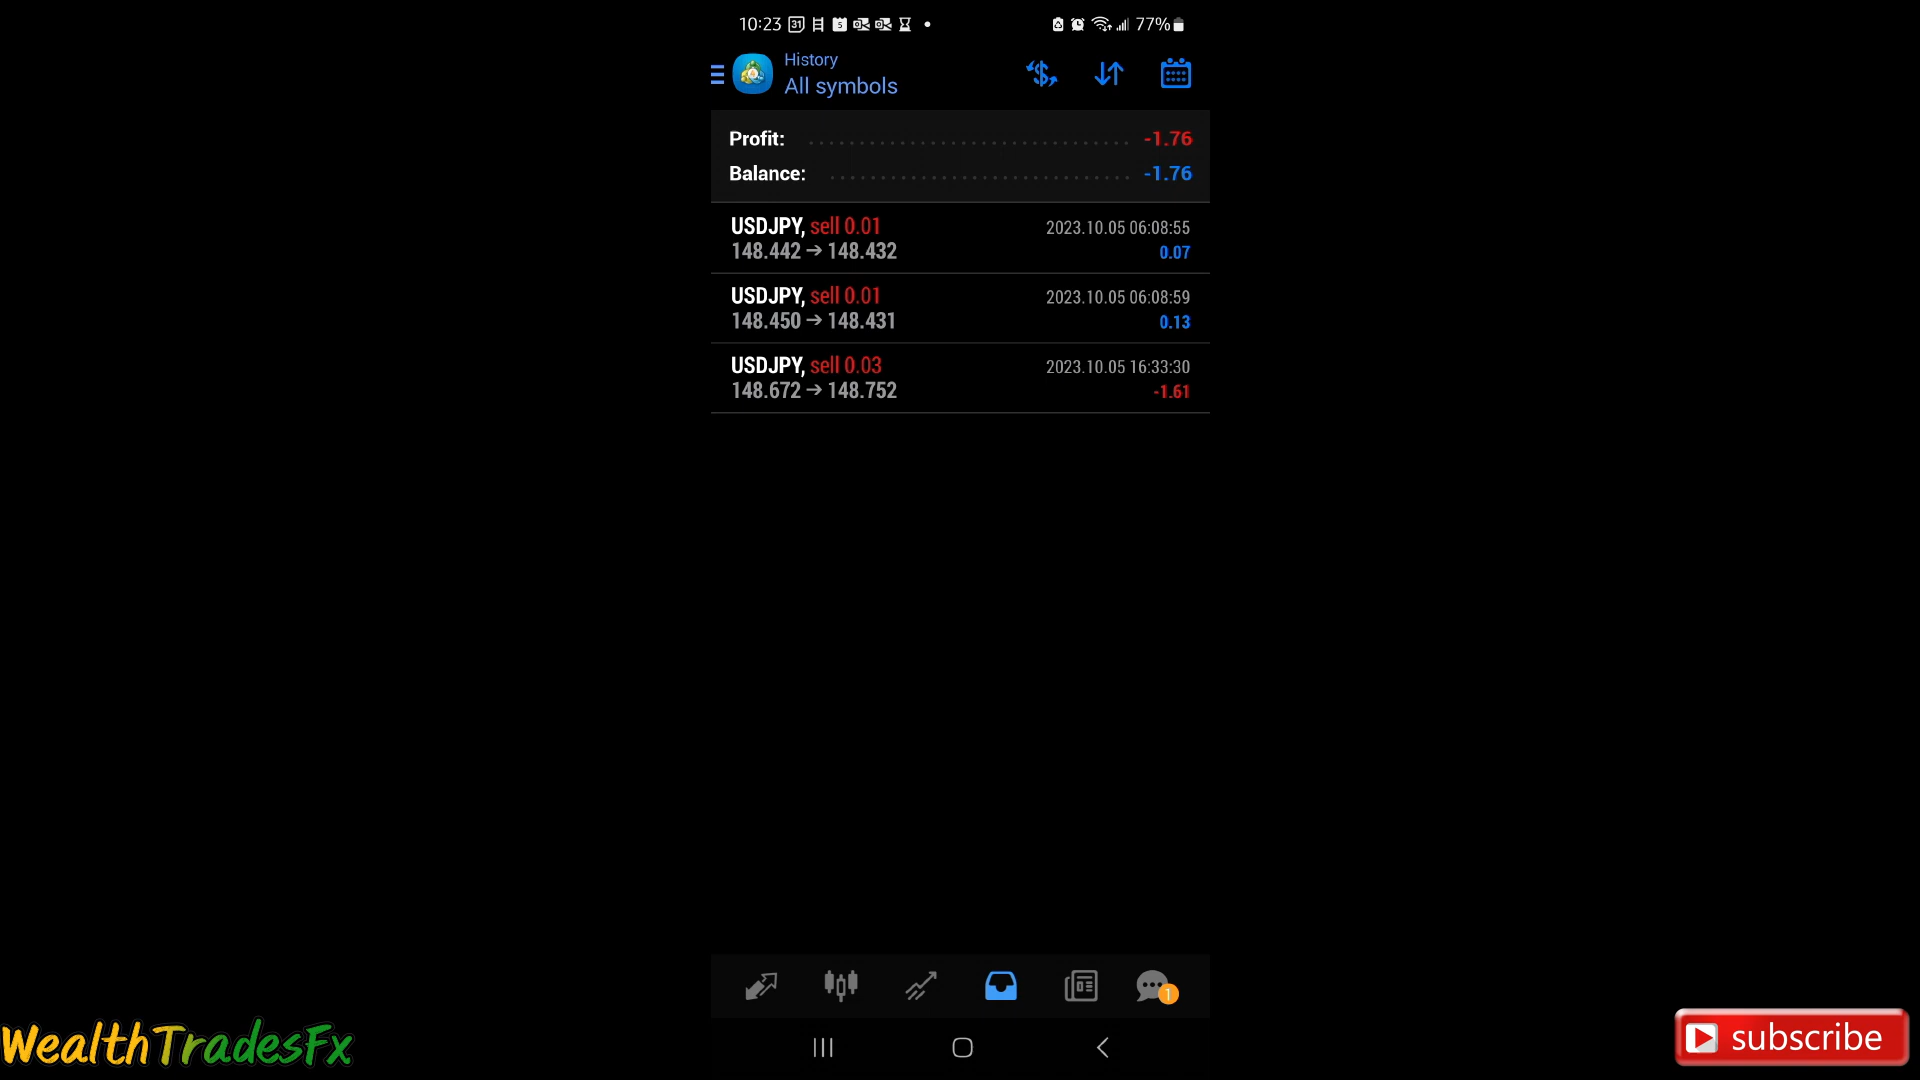 10:23 31 5 77%
History
All symbols
Profit: -1.76
Balance: -1.76
USDJPY, sell 0.01 2023.10.05 06:08:55
148.442 → 148.432 0.07
USDJPY, sell 0.01 2023.10.05 06:08:59
148.450 → 148.431 0.13
USDJPY, sell 0.03 2023.10.05 16:33:30
148.672 → 148.752 -1.61
1
WealthTradesFx
subscribe